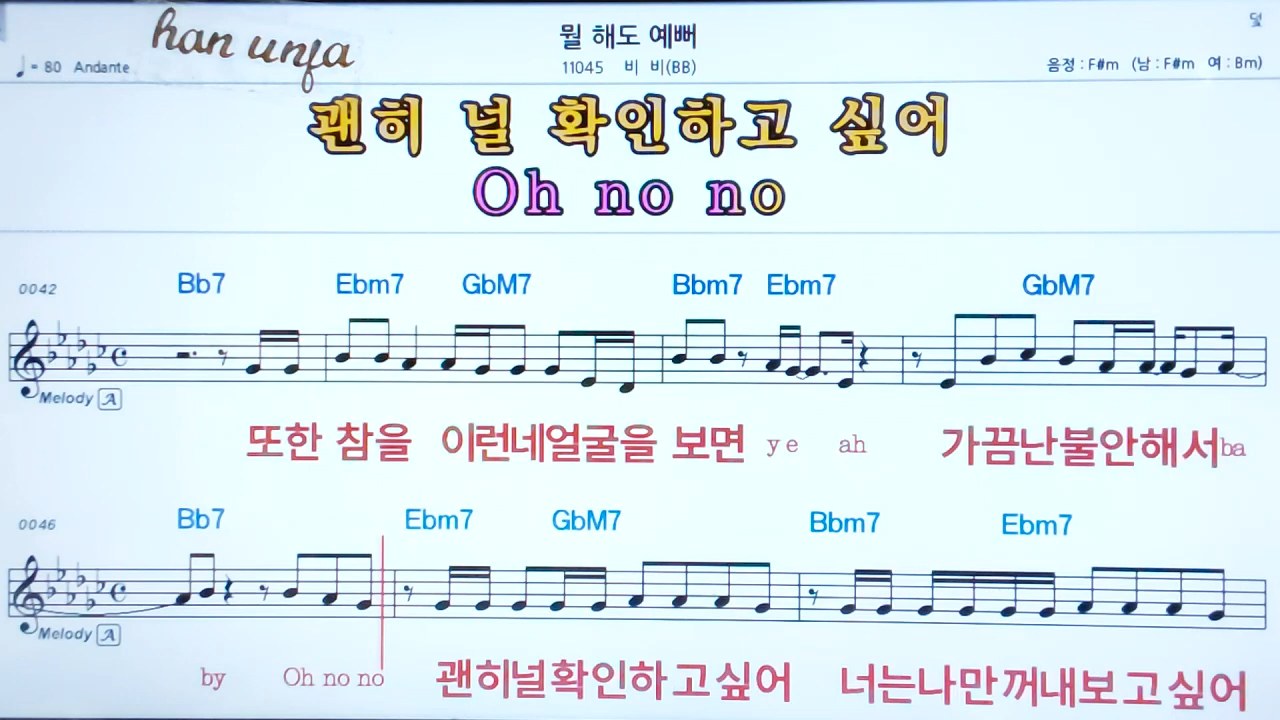 han unfa
뭘 해도 예뻐
덫
♩= 80 Andante
11045 비 비(BB)
음정 : F#m (남 : F#m 여 : Bm)
괜히 널 확인하고 싶어
Oh no no
0042 Bb7 Ebm7 GbM7 Bbm7 Ebm7 GbM7
Melody A
또한 참을 이런네얼굴을 보면 ye ah 가끔난불안해서ba
0046 Bb7 Ebm7 GbM7 Bbm7 Ebm7
Melody A
by Oh no no 괜히널확인하고싶어 너는나만꺼내보고싶어